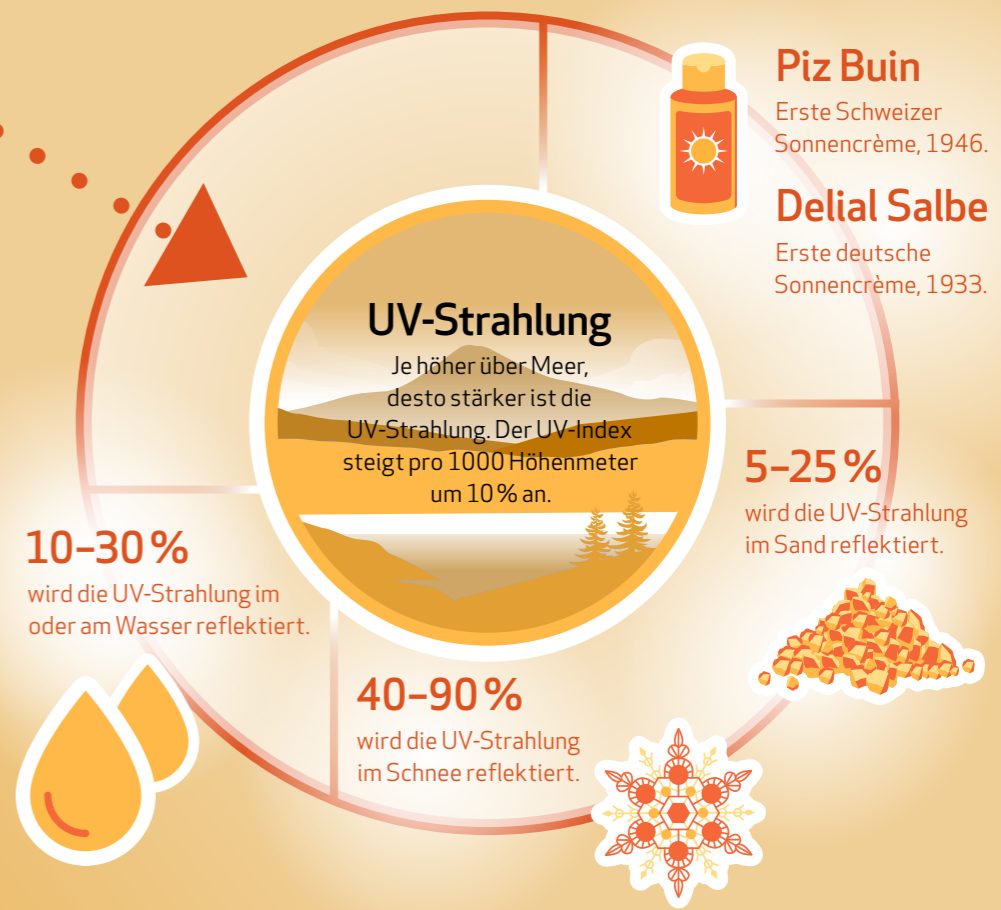 Piz Buin
Erste Schweizer
Sonnencrème, 1946.
Delial Salbe
Erste deutsche
Sonnencrème, 1933.
UV-Strahlung
Je höher über Meer,
desto stärker ist die
UV-Strahlung. Der UV-Index
steigt pro 1000 Höhenmeter
um 10 % an.
5–25 %
wird die UV-Strahlung
im Sand reflektiert.
10–30 %
wird die UV-Strahlung im
oder am Wasser reflektiert.
40–90 %
wird die UV-Strahlung
im Schnee reflektiert.